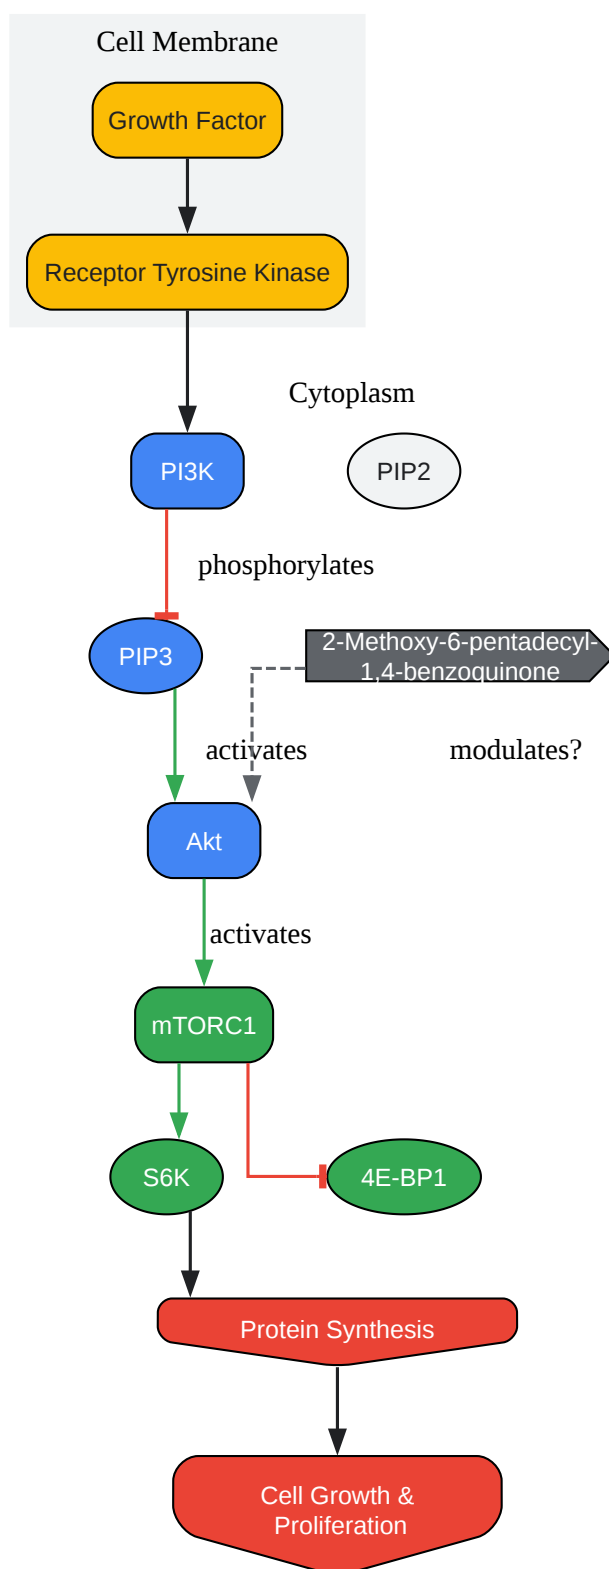 Cell Membrane
Growth Factor
Receptor Tyrosine Kinase
Cytoplasm
PI3K
PIP2
phosphorylates
PIP3
2-Methoxy-6-pentadecyl-
1,4-benzoquinone
activates
modulates?
Akt
activates
mTORC1
S6K
4E-BP1
Protein Synthesis
Cell Growth &
Proliferation